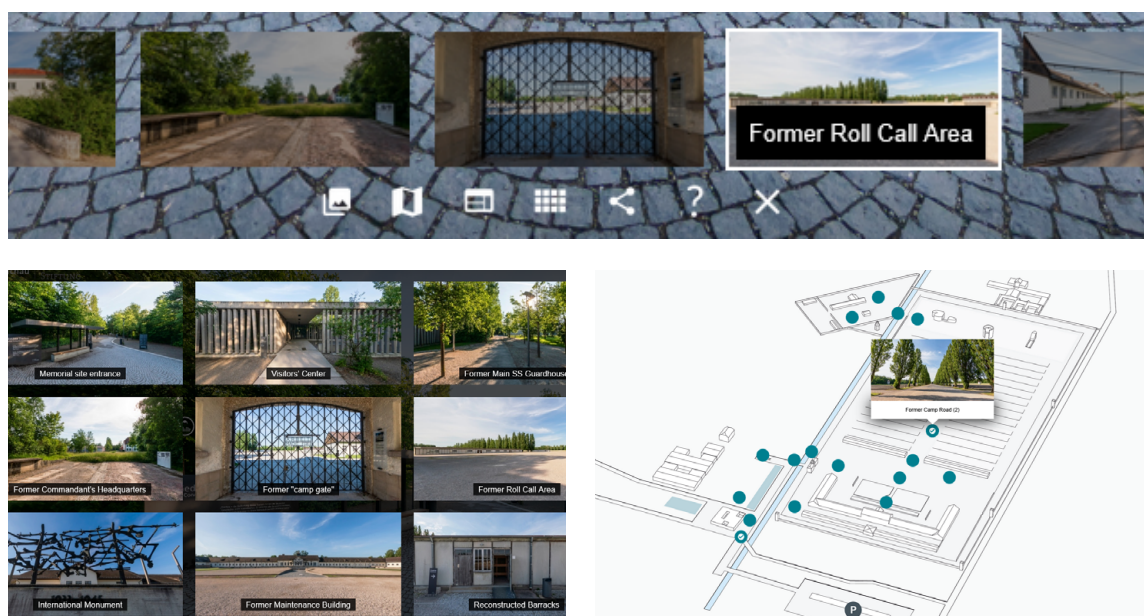 Former Roll Call Area
Memorial site entrance
Visitors' Center
Former Main SS Guardhouse
Former Commandant's Headquarters
Former "camp gate"
Former Roll Call Area
International Monument
Former Maintenance Building
Reconstructed Barracks
Former Camp Road (2)
P